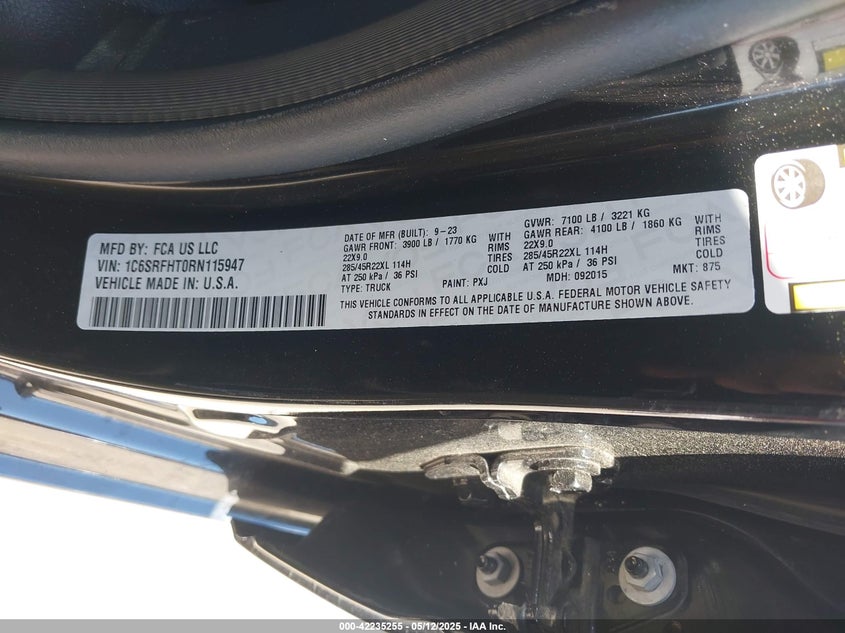 MFD BY: FCA US LLC
VIN: 1C6SRFHT0RN115947
VEHICLE MADE IN: U.S.A.
DATE OF MFR (BUILT): 9-23
GAWR FRONT: 3900 LB / 1770 KG WITH
22X9.0 RIMS
285/45R22XL 114H TIRES
AT 250 kPa / 36 PSI COLD
TYPE: TRUCK PAINT: PXJ
GVWR: 7100 LB / 3221 KG
GAWR REAR: 4100 LB / 1860 KG WITH
22X9.0 RIMS
285/45R22XL 114H TIRES
AT 250 kPa / 36 PSI COLD
MDH: 092015 MKT: 875
THIS VEHICLE CONFORMS TO ALL APPLICABLE U.S.A. FEDERAL MOTOR VEHICLE SAFETY
STANDARDS IN EFFECT ON THE DATE OF MANUFACTURE SHOWN ABOVE.
000-42235255 - 05/12/2025 - IAA Inc.